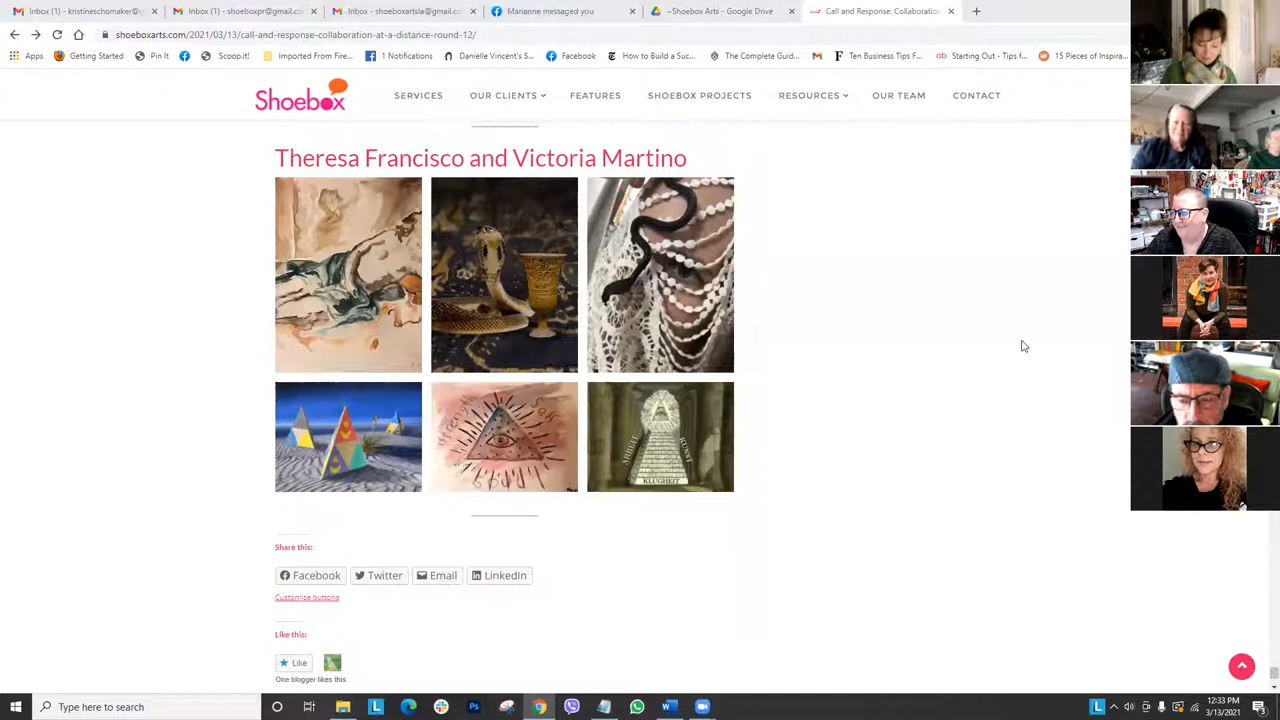 Inbox (1) - kristineschomaker@g
Inbox (1) - shoeboxpr@gmail.co
Inbox (4) - shoeboxartsla@gmail.c
Marianne messaged you
~Shoebox Arts - Google Drive
Call and Response: Collaboration
shoeboxarts.com/2021/03/13/call-and-response-collaboration-at-a-distance-round-12/
Apps
Getting Started
Pin It
Scoop.it!
Imported From Firef...
1 Notifications
Danielle Vincent's S...
Facebook
How to Build a Suc...
The Complete Guid...
Ten Business Tips F...
Starting Out - Tips f...
15 Pieces of Inspira...
Shoebox
SERVICES
OUR CLIENTS
FEATURES
SHOEBOX PROJECTS
RESOURCES
OUR TEAM
CONTACT
Theresa Francisco and Victoria Martino
ARBEIT
KUNST
KLUGHEIT
Share this:
Facebook
Twitter
Email
LinkedIn
Customize buttons
Like this:
Like
One blogger likes this.
Type here to search
12:33 PM
3/13/2021